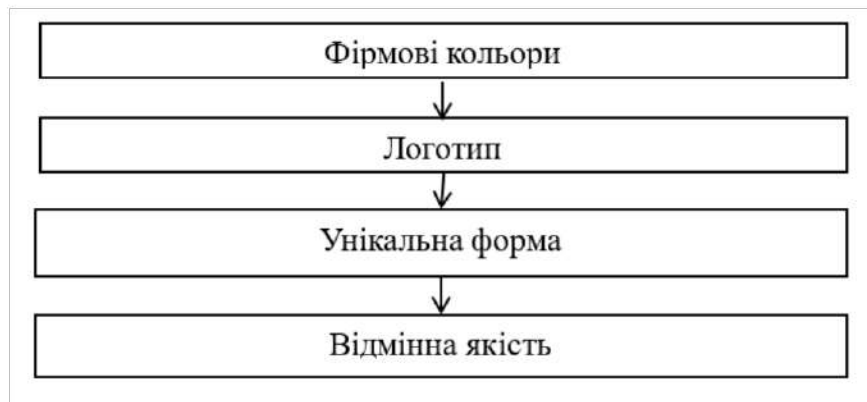 Фірмові кольори
Логотип
Унікальна форма
Відмінна якість